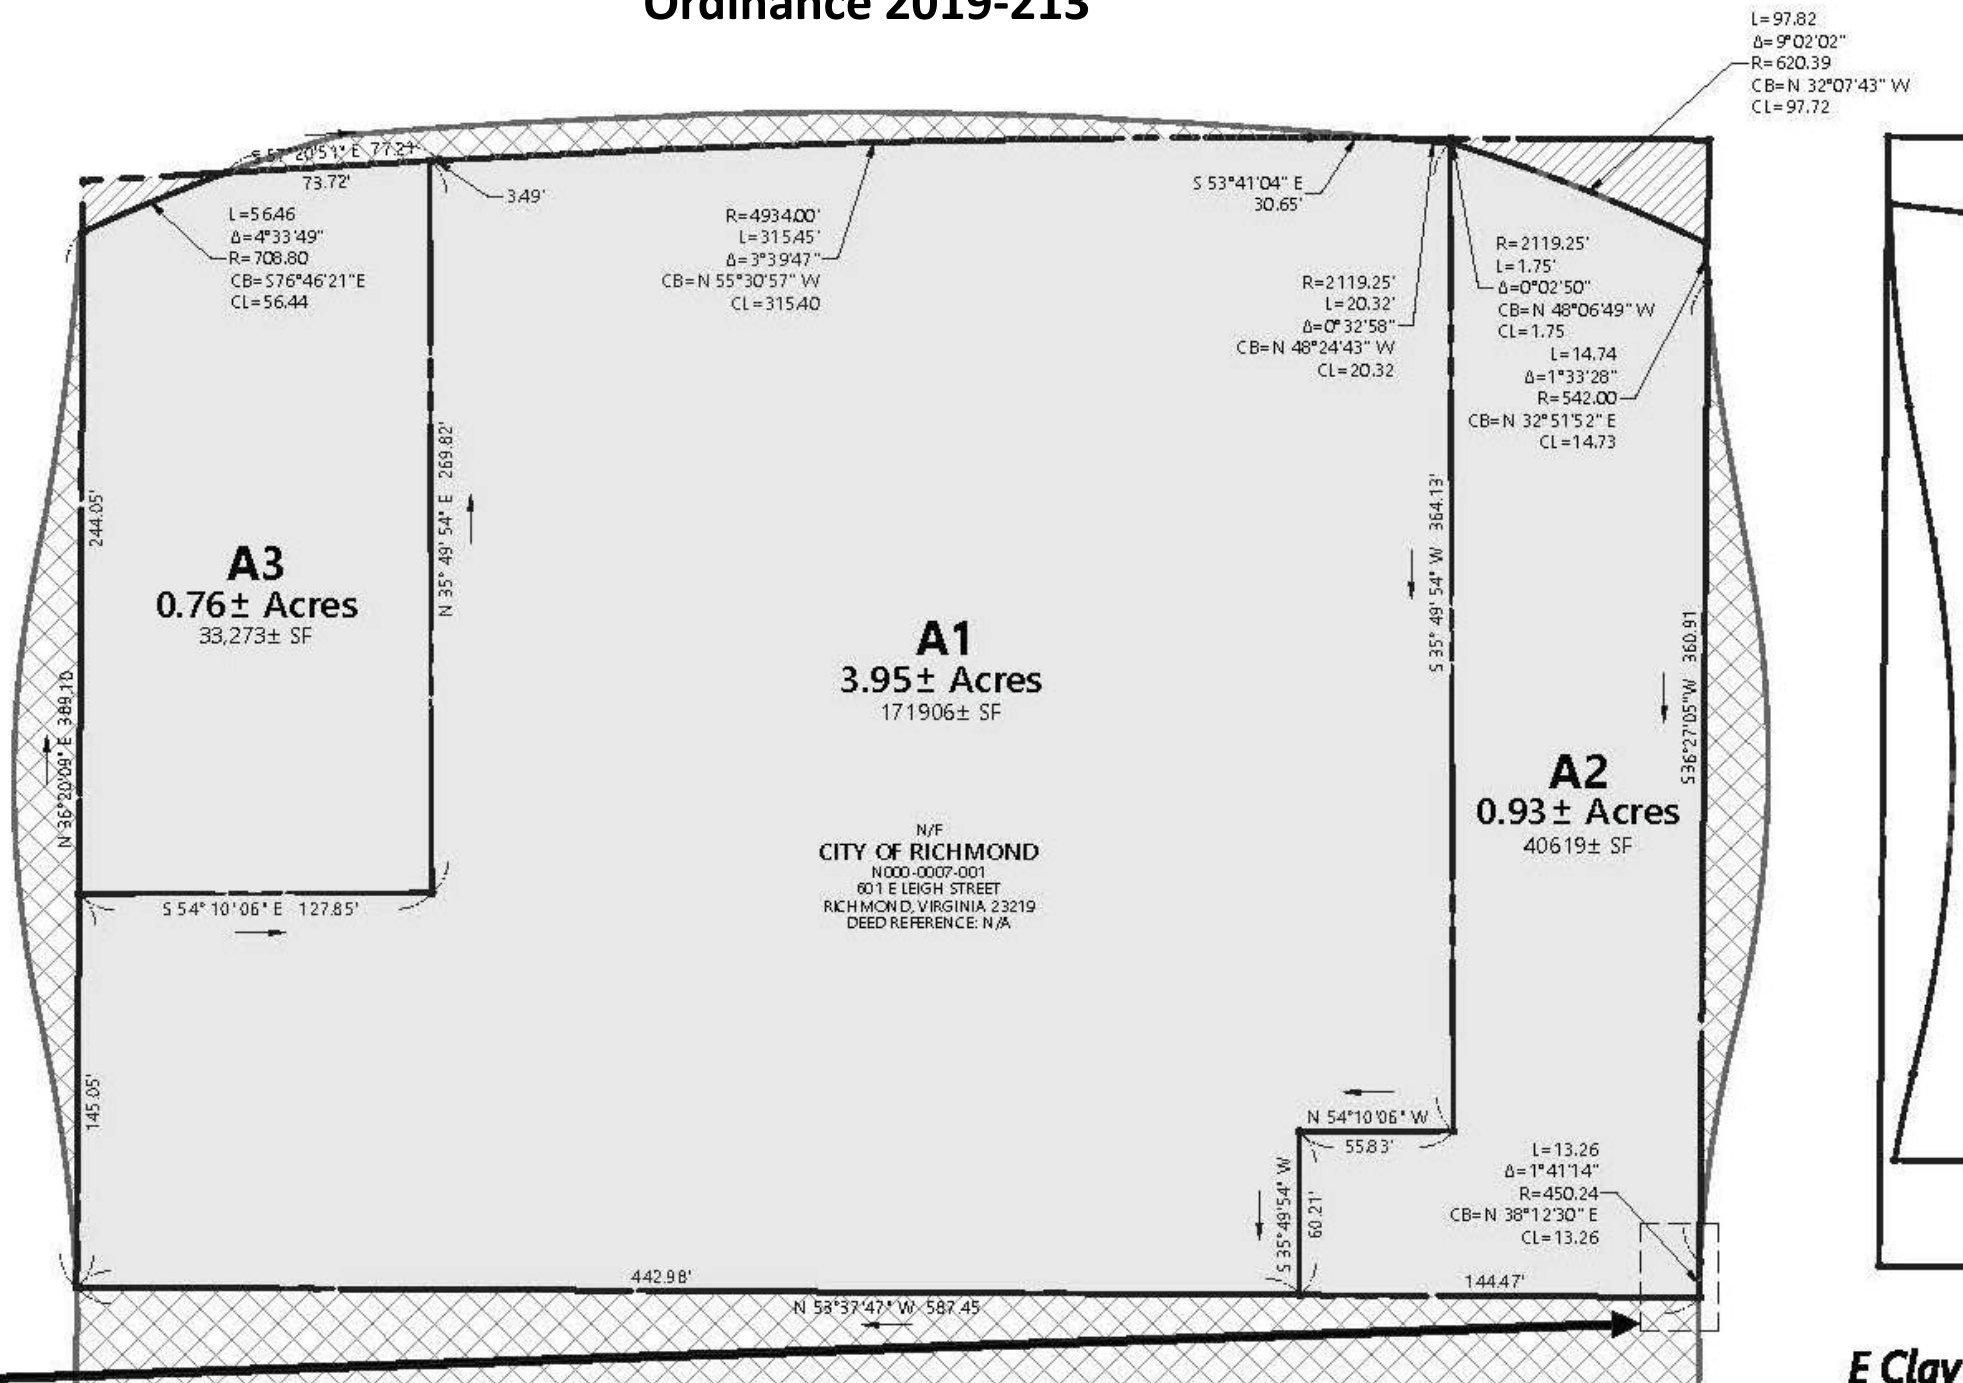 Ordinance 2019-213
L=97.82
Δ=9°02'02"
R=620.39
CB=N 32°07'43" W
CL=97.72
S 57°20'51" E 77.21'
73.72'
3.49'
L=56.46
Δ=4°33'49"
R=708.80
CB=S76°46'21"E
CL=56.44
R=4934.00'
L=315.45'
Δ=3°39'47"
CB=N 55°30'57" W
CL=315.40
S 53°41'04" E
30.65'
R=2119.25'
L=20.32'
Δ=0°32'58"
CB=N 48°24'43" W
CL=20.32
R=2119.25'
L=1.75'
Δ=0°02'50"
CB=N 48°06'49" W
CL=1.75
L=14.74
Δ=1°33'28"
R=542.00
CB=N 32°51'52" E
CL=14.73
244.05'
N 35° 49' 54" E 269.82'
S 35° 49' 54" W 364.13'
S36°27'05"W 360.91
N 36°20'09" E 389.10
A3
0.76± Acres
33,273± SF
A1
3.95± Acres
171906± SF
A2
0.93± Acres
40619± SF
N/F
CITY OF RICHMOND
N000-0007-001
601 E LEIGH STREET
RICHMOND, VIRGINIA 23219
DEED REFERENCE: N/A
S 54°10'06" E 127.85'
145.05'
N 54°10'06" W
55.83'
S 35°49'54" W
60.21'
L=13.26
Δ=1°41'14"
R=450.24
CB=N 38°12'30" E
CL=13.26
442.98'
144.47'
N 53°37'47" W 587.45
E Clay